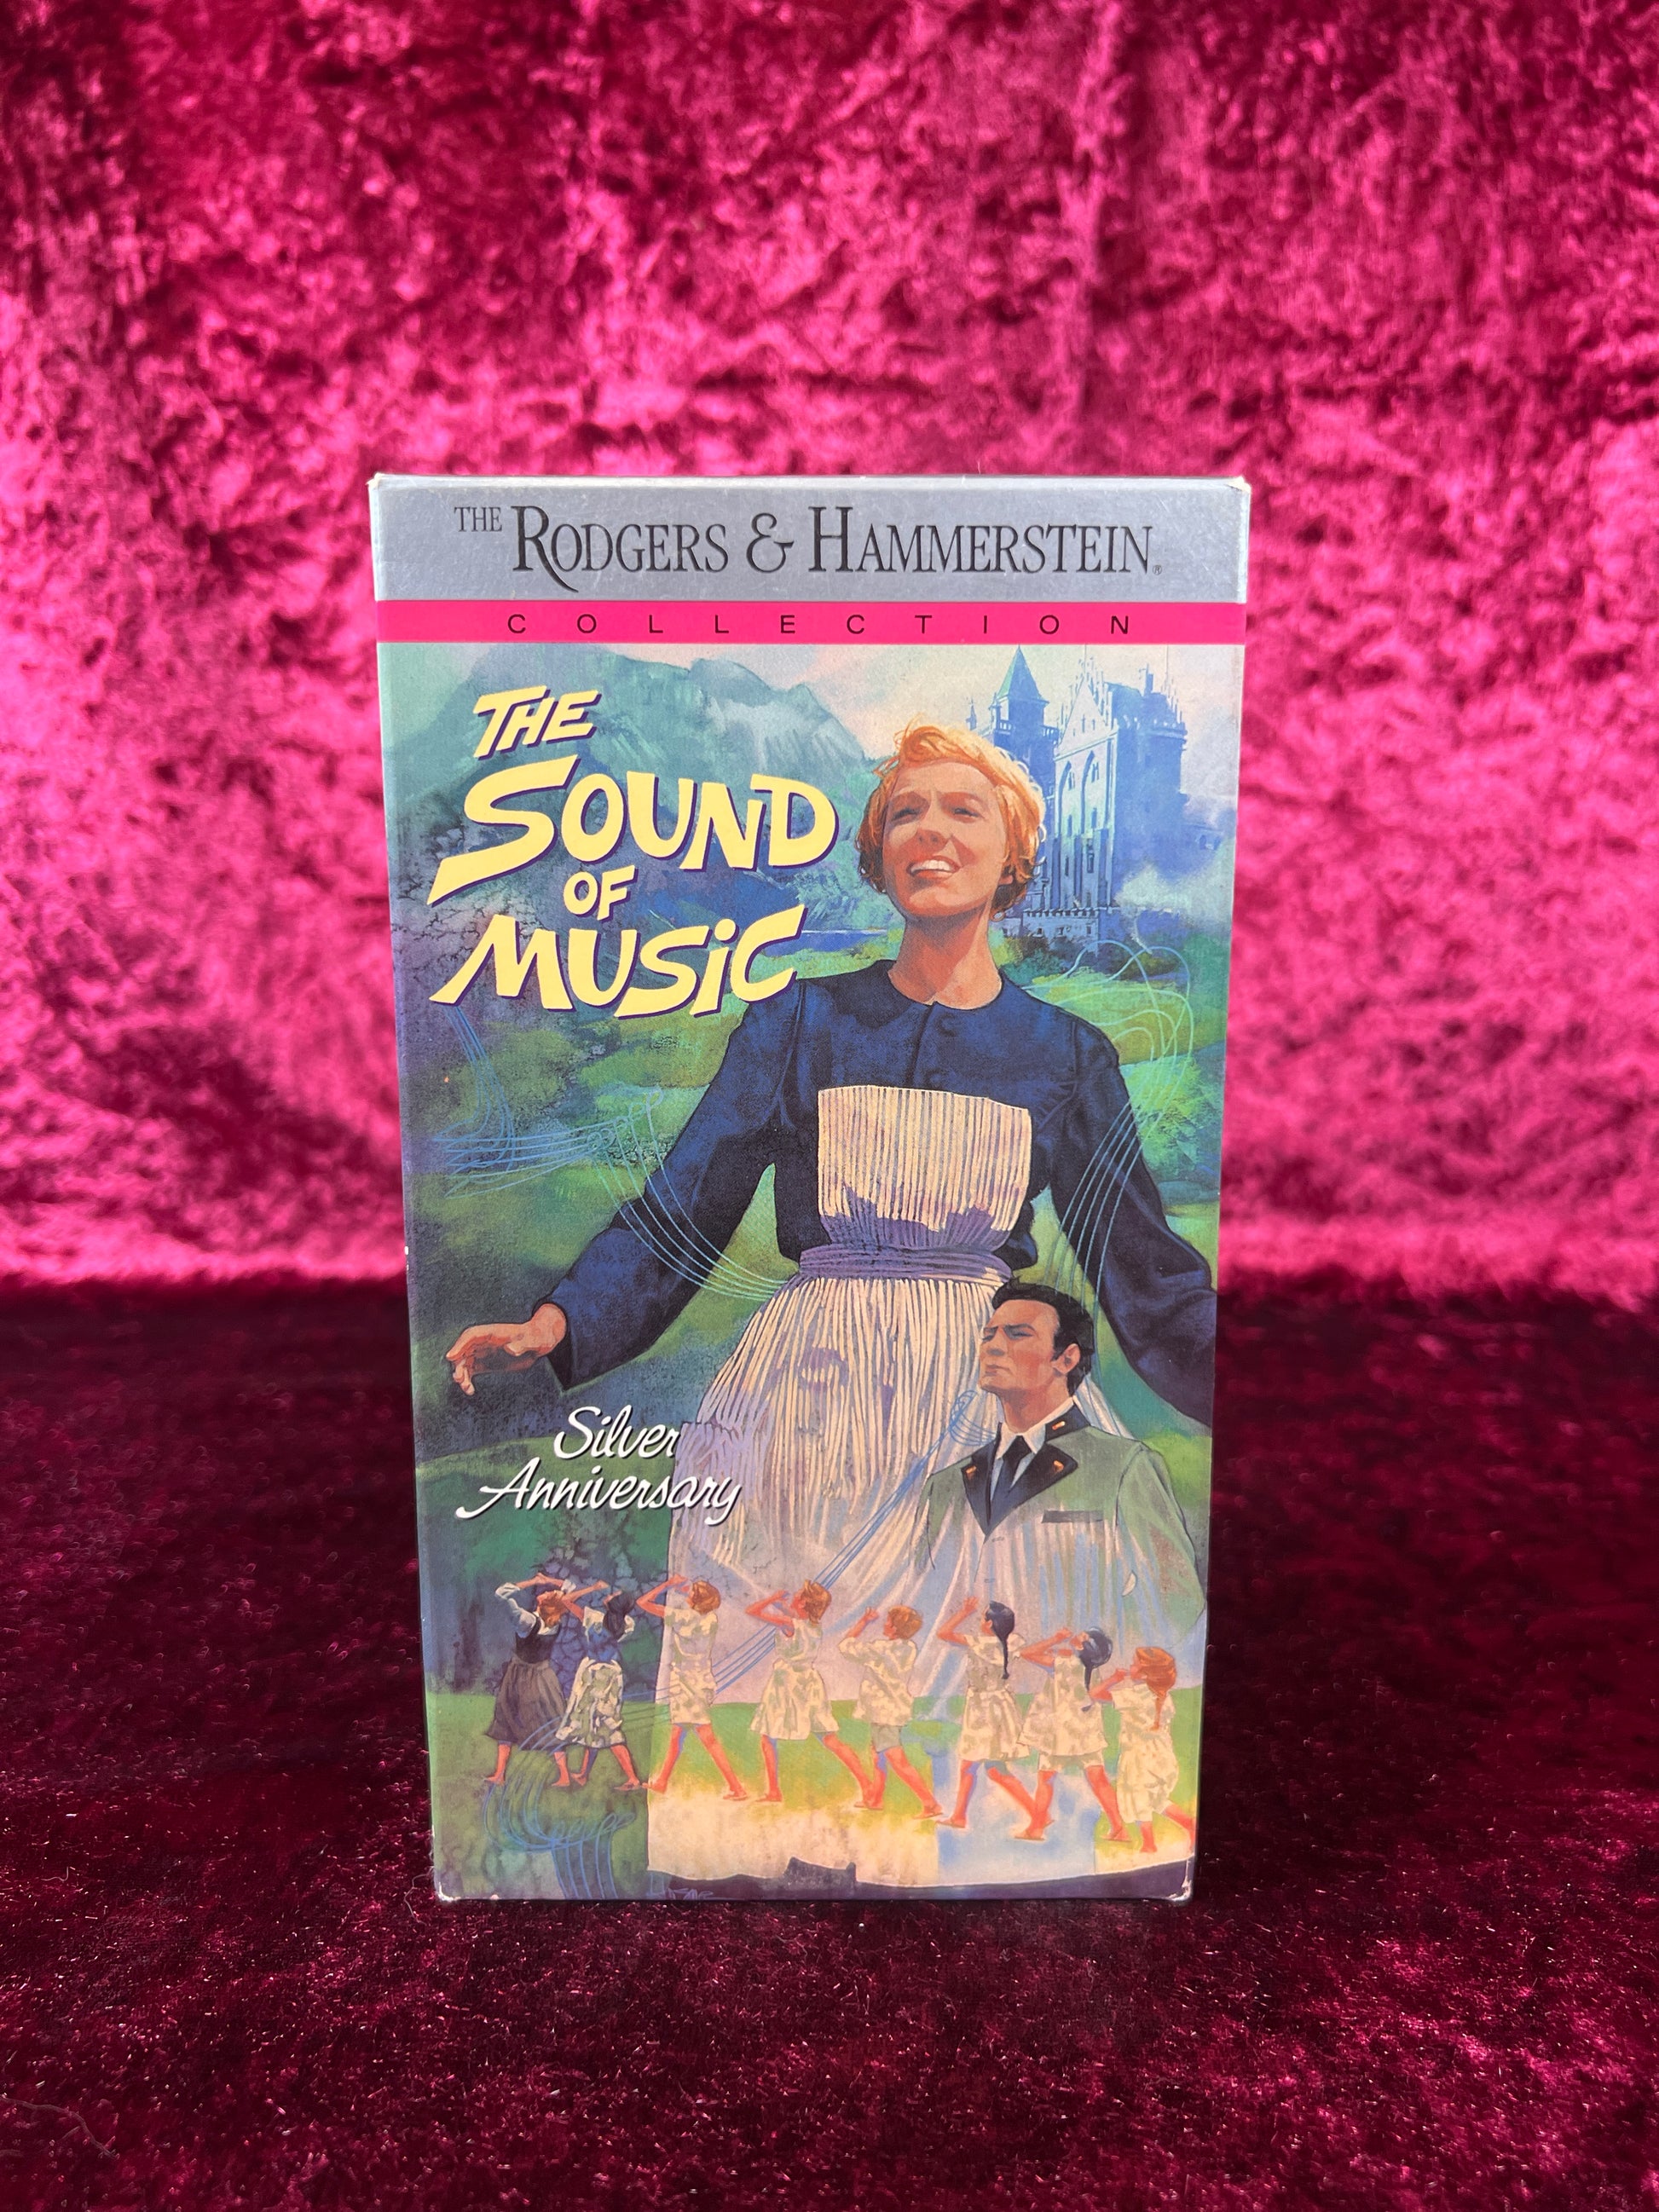 THE RODGERS & HAMMERSTEIN®
COLLECTION
THE
SOUND
OF
MUSiC
Silver
Anniversary